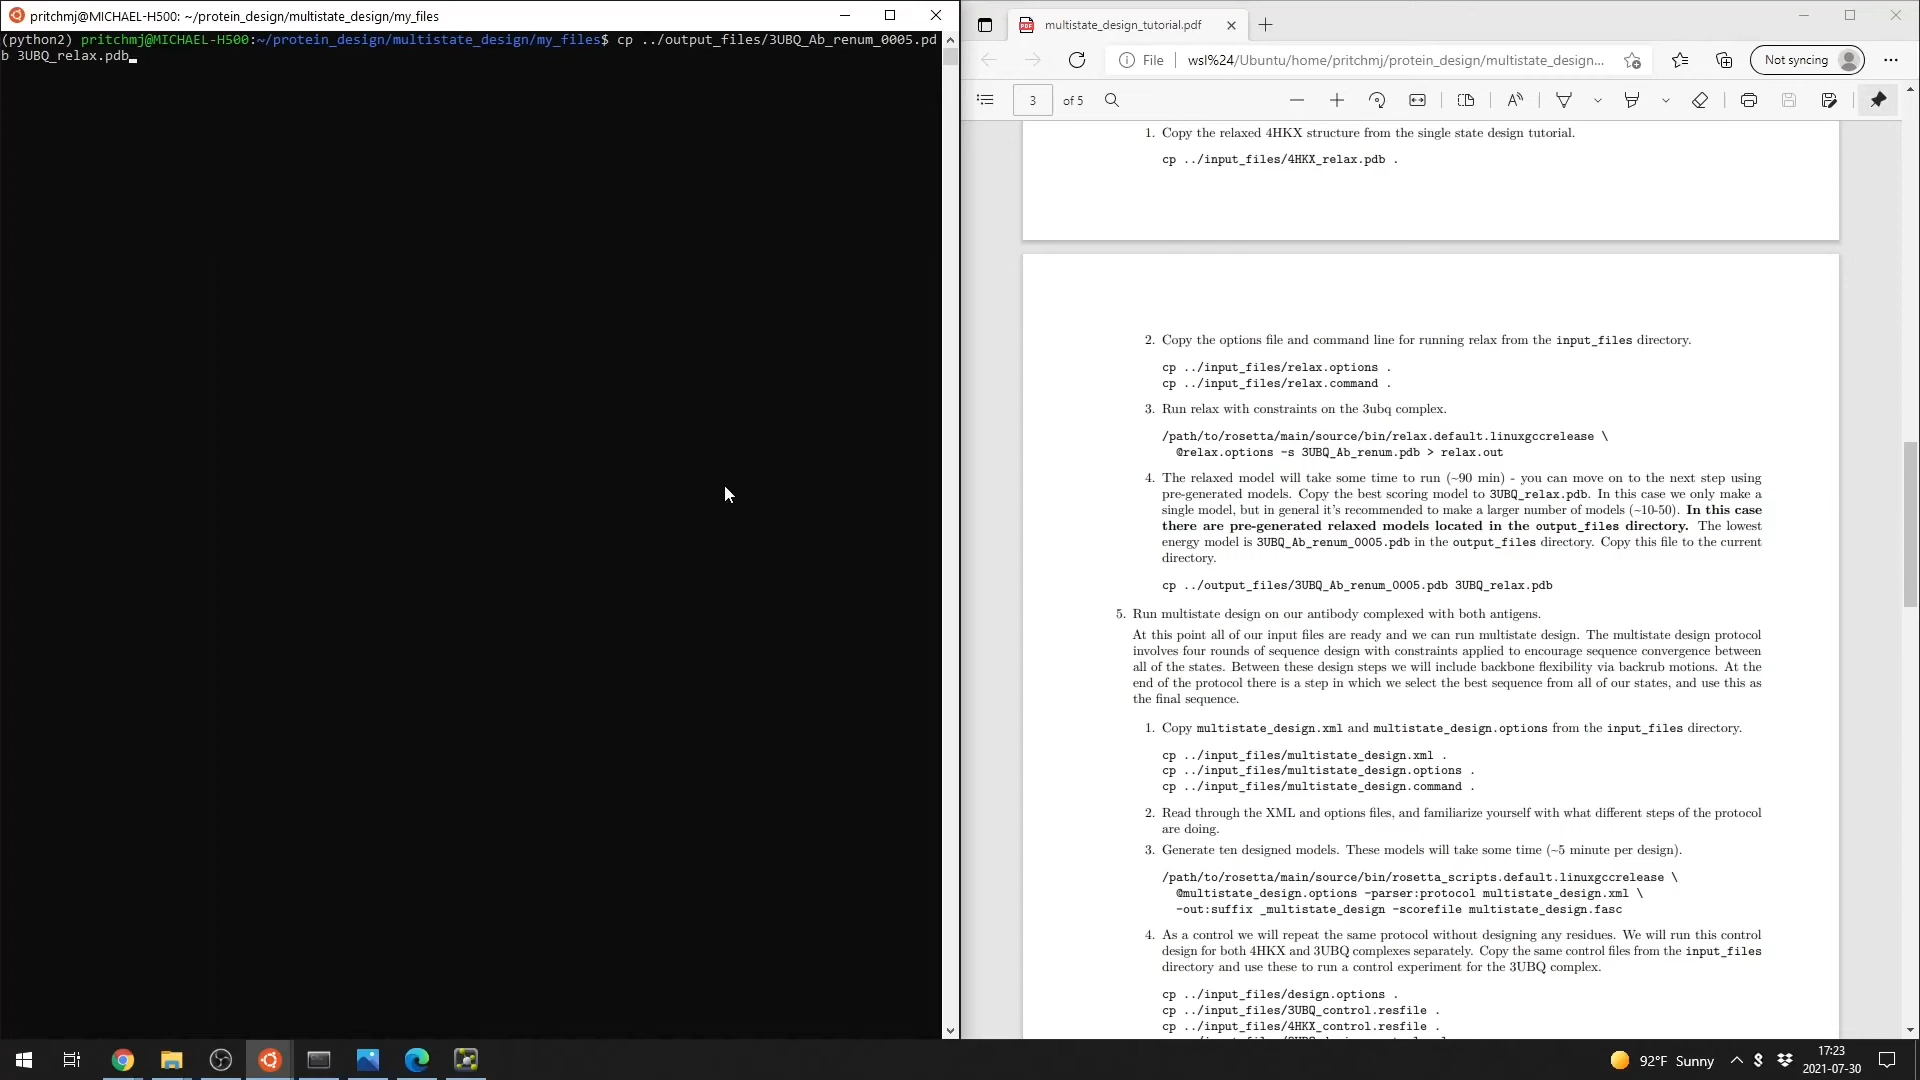 pritchmj@MICHAEL-H500: ~/protein_design/multistate_design/my_files
(python2) pritchmj@MICHAEL-H500:~/protein_design/multistate_design/my_files$ cp ../output_files/3UBQ_Ab_renum_0005.pd
b 3UBQ_relax.pdb
multistate_design_tutorial.pdf
File
wsl%24/Ubuntu/home/pritchmj/protein_design/multistate_design...
Not syncing
3 of 5
1. Copy the relaxed 4HKX structure from the single state design tutorial.
cp ../input_files/4HKX_relax.pdb .
2. Copy the options file and command line for running relax from the input_files directory.
cp ../input_files/relax.options .
cp ../input_files/relax.command .
3. Run relax with constraints on the 3ubq complex.
/path/to/rosetta/main/source/bin/relax.default.linuxgccrelease \
@relax.options -s 3UBQ_Ab_renum.pdb > relax.out
4. The relaxed model will take some time to run (~90 min) - you can move on to the next step using
pre-generated models. Copy the best scoring model to 3UBQ_relax.pdb. In this case we only make a
single model, but in general it's recommended to make a larger number of models (~10-50). In this case
there are pre-generated relaxed models located in the output_files directory. The lowest
energy model is 3UBQ_Ab_renum_0005.pdb in the output_files directory. Copy this file to the current
directory.
cp ../output_files/3UBQ_Ab_renum_0005.pdb 3UBQ_relax.pdb
5. Run multistate design on our antibody complexed with both antigens.
At this point all of our input files are ready and we can run multistate design. The multistate design protocol
involves four rounds of sequence design with constraints applied to encourage sequence convergence between
all of the states. Between these design steps we will include backbone flexibility via backrub motions. At the
end of the protocol there is a step in which we select the best sequence from all of our states, and use this as
the final sequence.
1. Copy multistate_design.xml and multistate_design.options from the input_files directory.
cp ../input_files/multistate_design.xml .
cp ../input_files/multistate_design.options .
cp ../input_files/multistate_design.command .
2. Read through the XML and options files, and familiarize yourself with what different steps of the protocol
are doing.
3. Generate ten designed models. These models will take some time (~5 minute per design).
/path/to/rosetta/main/source/bin/rosetta_scripts.default.linuxgccrelease \
@multistate_design.options -parser:protocol multistate_design.xml \
-out:suffix _multistate_design -scorefile multistate_design.fasc
4. As a control we will repeat the same protocol without designing any residues. We will run this control
design for both 4HKX and 3UBQ complexes separately. Copy the same control files from the input_files
directory and use these to run a control experiment for the 3UBQ complex.
cp ../input_files/design.options .
cp ../input_files/3UBQ_control.resfile .
cp ../input_files/4HKX_control.resfile .
92°F Sunny
17:23
2021-07-30